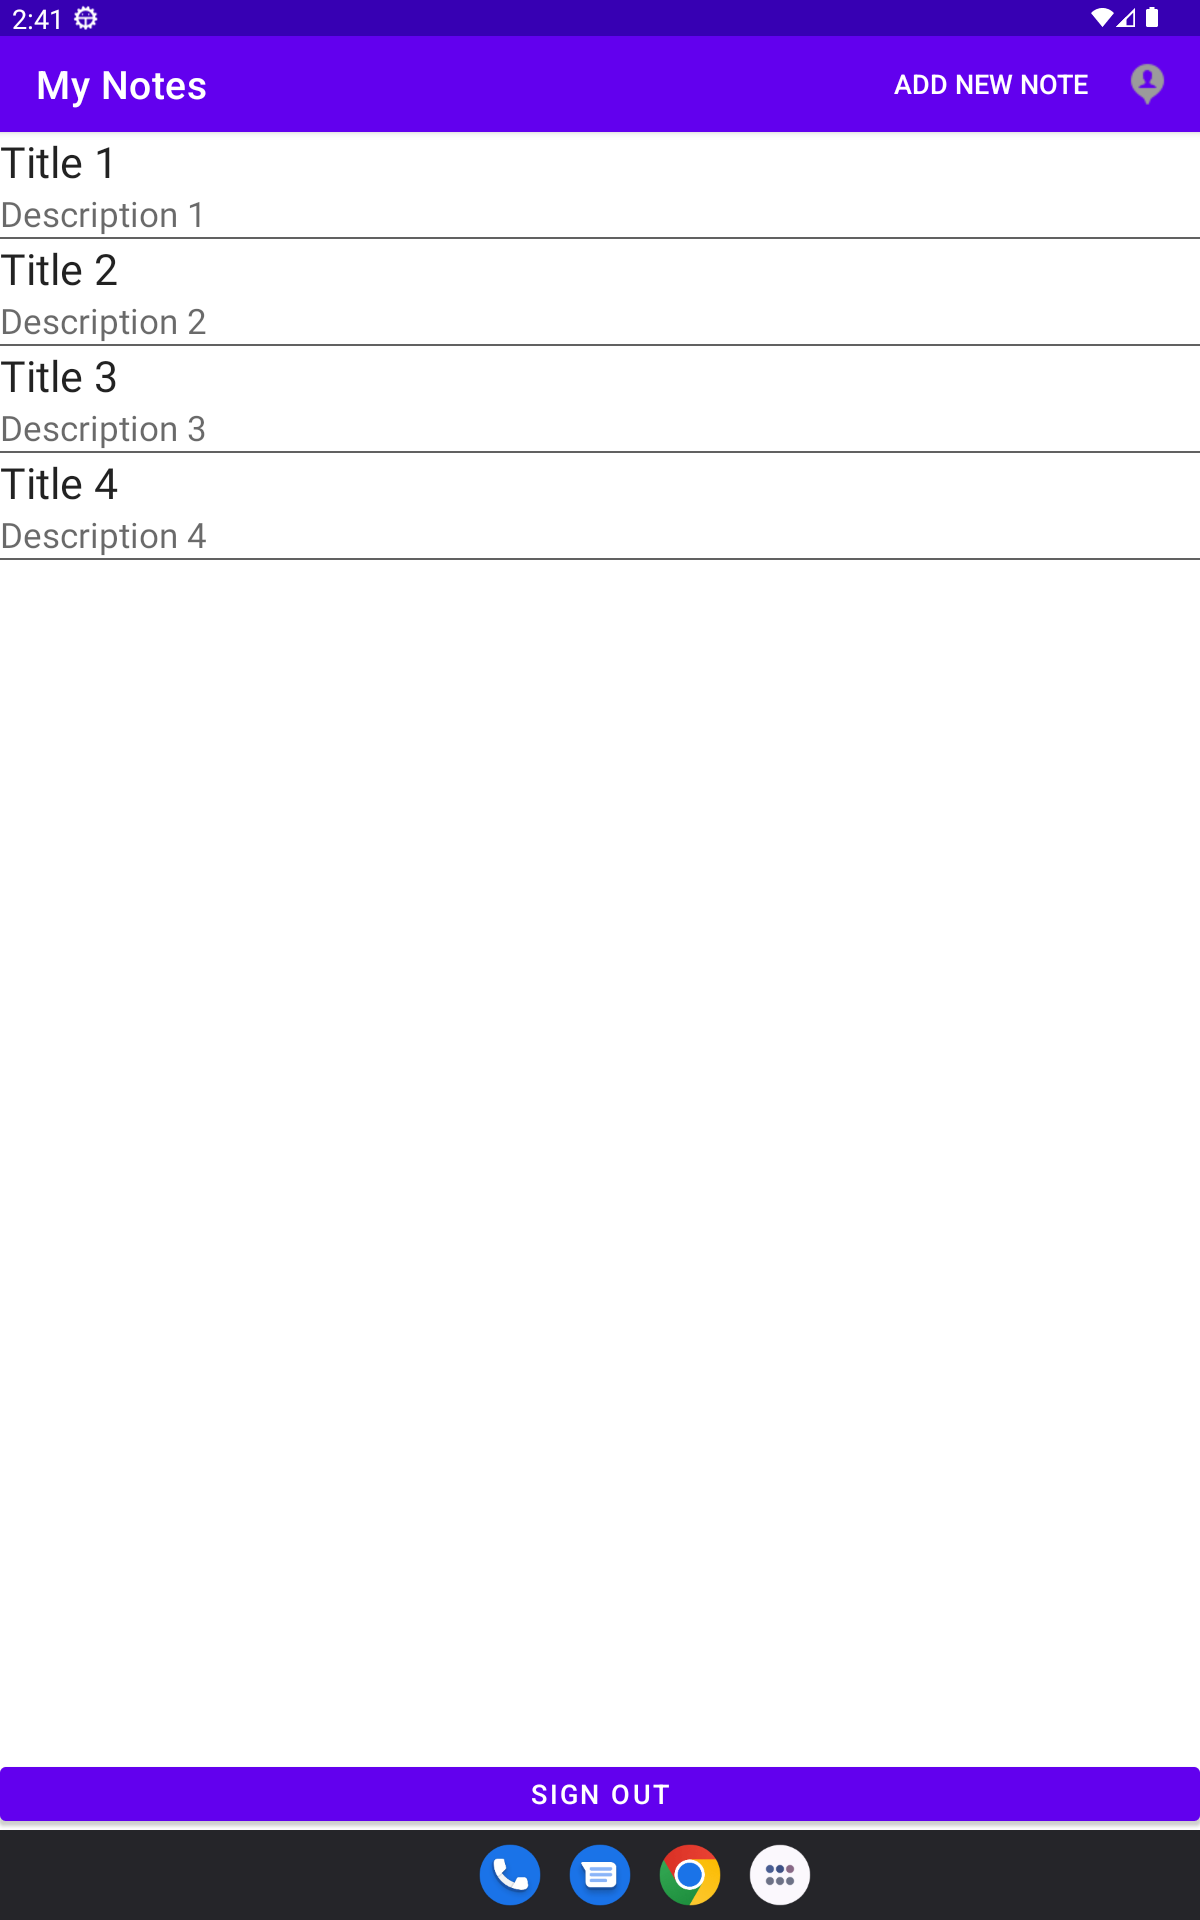 2:41
My Notes
ADD NEW NOTE
Title 1
Description 1
Title 2
Description 2
Title 3
Description 3
Title 4
Description 4
SIGN OUT